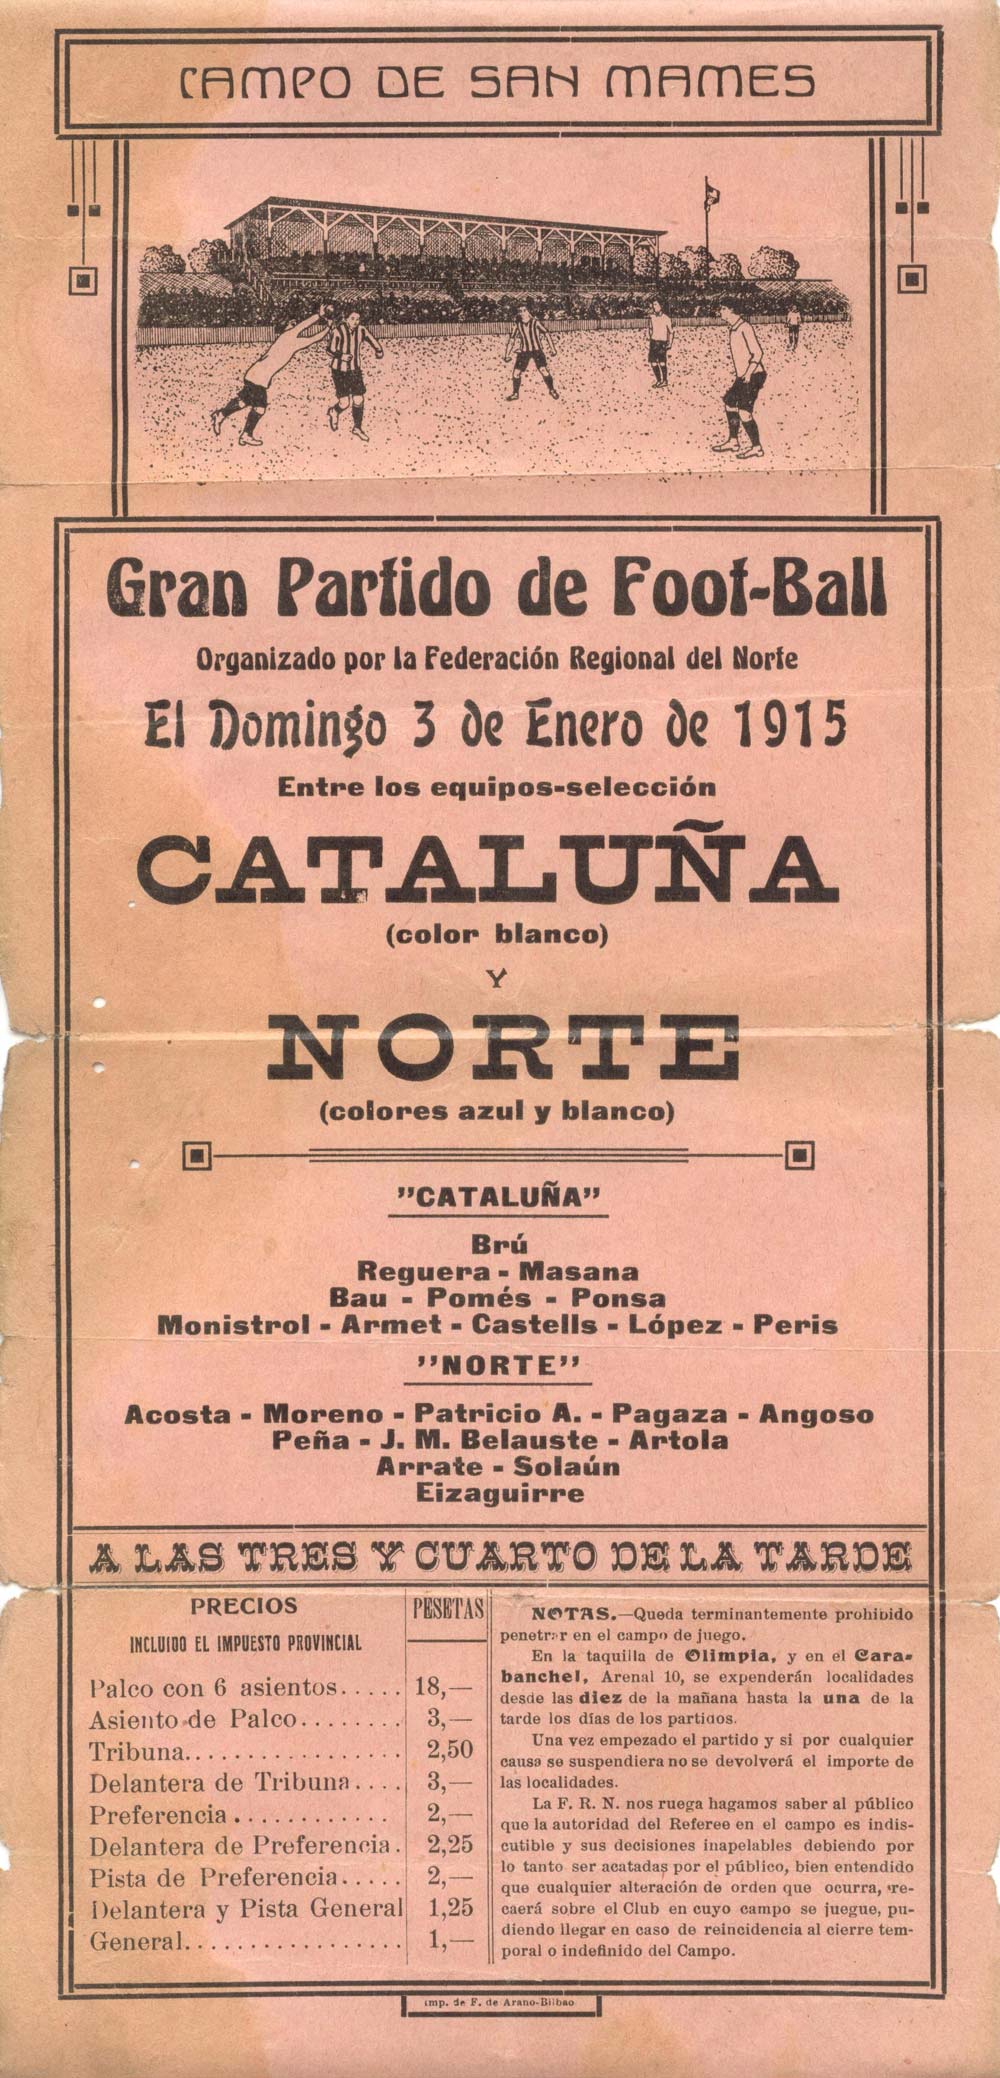 CAMPO DE SAN MAMES
Gran Partido de Foot-Ball
Organizado por la Federación Regional del Norte
El Domingo 3 de Enero de 1915
Entre los equipos-selección
CATALUÑA
(color blanco)
Y
NORTE
(colores azul y blanco)
"CATALUÑA"
Brú
Reguera - Masana
Bau - Pomés - Ponsa
Monistrol - Armet - Castells - López - Peris
"NORTE"
Acosta - Moreno - Patricio A. - Pagaza - Angoso
Peña - J. M. Belauste - Artola
Arrate - Solaún
Eizaguirre
A LAS TRES Y CUARTO DE LA TARDE
PRECIOS PESETAS
INCLUIDO EL IMPUESTO PROVINCIAL
Palco con 6 asientos..... 18,—
Asiento de Palco........ 3,—
Tribuna................ 2,50
Delantera de Tribuna.... 3,—
Preferencia............ 2,—
Delantera de Preferencia. 2,25
Pista de Preferencia..... 2,—
Delantera y Pista General 1,25
General................ 1,—
NOTAS.—Queda terminantemente prohibido
penetrar en el campo de juego.
En la taquilla de Olimpia, y en el Cara-
banchel, Arenal 10, se expenderán localidades
desde las diez de la mañana hasta la una de la
tarde los días de los partidos.
Una vez empezado el partido y si por cualquier
causa se suspendiera no se devolverá el importe de
las localidades.
La F. R. N. nos ruega hagamos saber al público
que la autoridad del Referee en el campo es indis-
cutible y sus decisiones inapelables debiendo por
lo tanto ser acatadas por el público, bien entendido
que cualquier alteración de orden que ocurra, re-
caerá sobre el Club en cuyo campo se juegue, pu-
diendo llegar en caso de reincidencia al cierre tem-
poral o indefinido del Campo.
imp. de F. de Arano-Bilbao